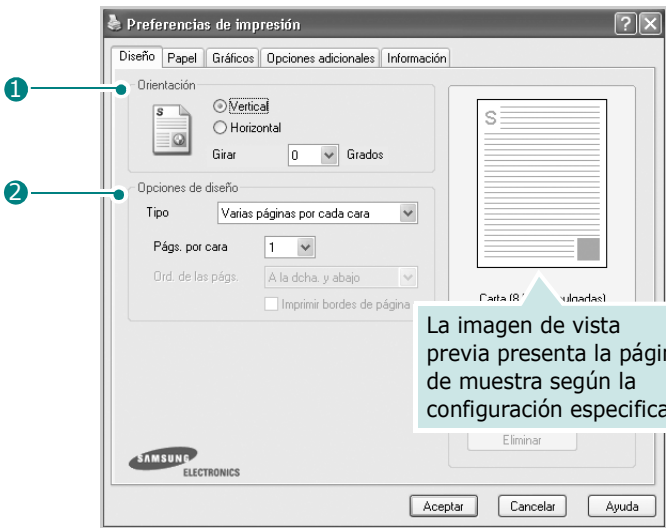 Preferencias de impresión
Diseño Papel Gráficos Opciones adicionales Información
1
Orientación
S
Vertical
Horizontal
Girar 0 Grados
S
2
Opciones de diseño
Tipo Varias páginas por cada cara
Págs. por cara 1
Ord. de las págs. A la dcha. y abajo
Imprimir bordes de página
Carta
La imagen de vista
previa presenta la págin
de muestra según la
configuración especifica
Eliminar
SAMSUNG
ELECTRONICS
Aceptar Cancelar Ayuda